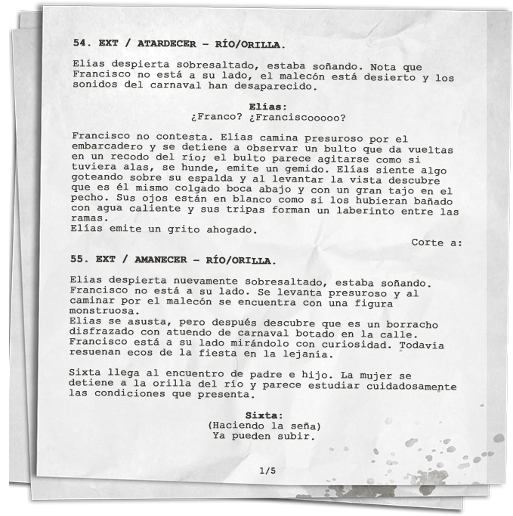 54. EXT / ATARDECER – RÍO/ORILLA.
Elías despierta sobresaltado, estaba soñando. Nota que
Francisco no está a su lado, el malecón está desierto y los
sonidos del carnaval han desaparecido.
Elías:
¿Franco? ¿Franciscooooo?
Francisco no contesta. Elías camina presuroso por el
embarcadero y se detiene a observar un bulto que da vueltas
en un recodo del río; el bulto parece agitarse como si
tuviera alas, se hunde, emite un gemido. Elías siente algo
goteando sobre su espalda y al levantar la vista descubre
que es él mismo colgado boca abajo y con un gran tajo en el
pecho. Sus ojos están en blanco como si los hubieran bañado
con agua caliente y sus tripas forman un laberinto entre las
ramas.
Elías emite un grito ahogado.
Corte a:
55. EXT / AMANECER – RÍO/ORILLA.
Elías despierta nuevamente sobresaltado, estaba soñando.
Francisco no está a su lado. Se levanta presuroso y al
caminar por el malecón se encuentra con una figura
monstruosa.
Elías se asusta, pero después descubre que es un borracho
disfrazado con atuendo de carnaval botado en la calle.
Francisco está a su lado mirándolo con curiosidad. Todavía
resuenan ecos de la fiesta en la lejanía.
Sixta llega al encuentro de padre e hijo. La mujer se
detiene a la orilla del río y parece estudiar cuidadosamente
las condiciones que presenta.
Sixta:
(Haciendo la seña)
Ya pueden subir.
1/5